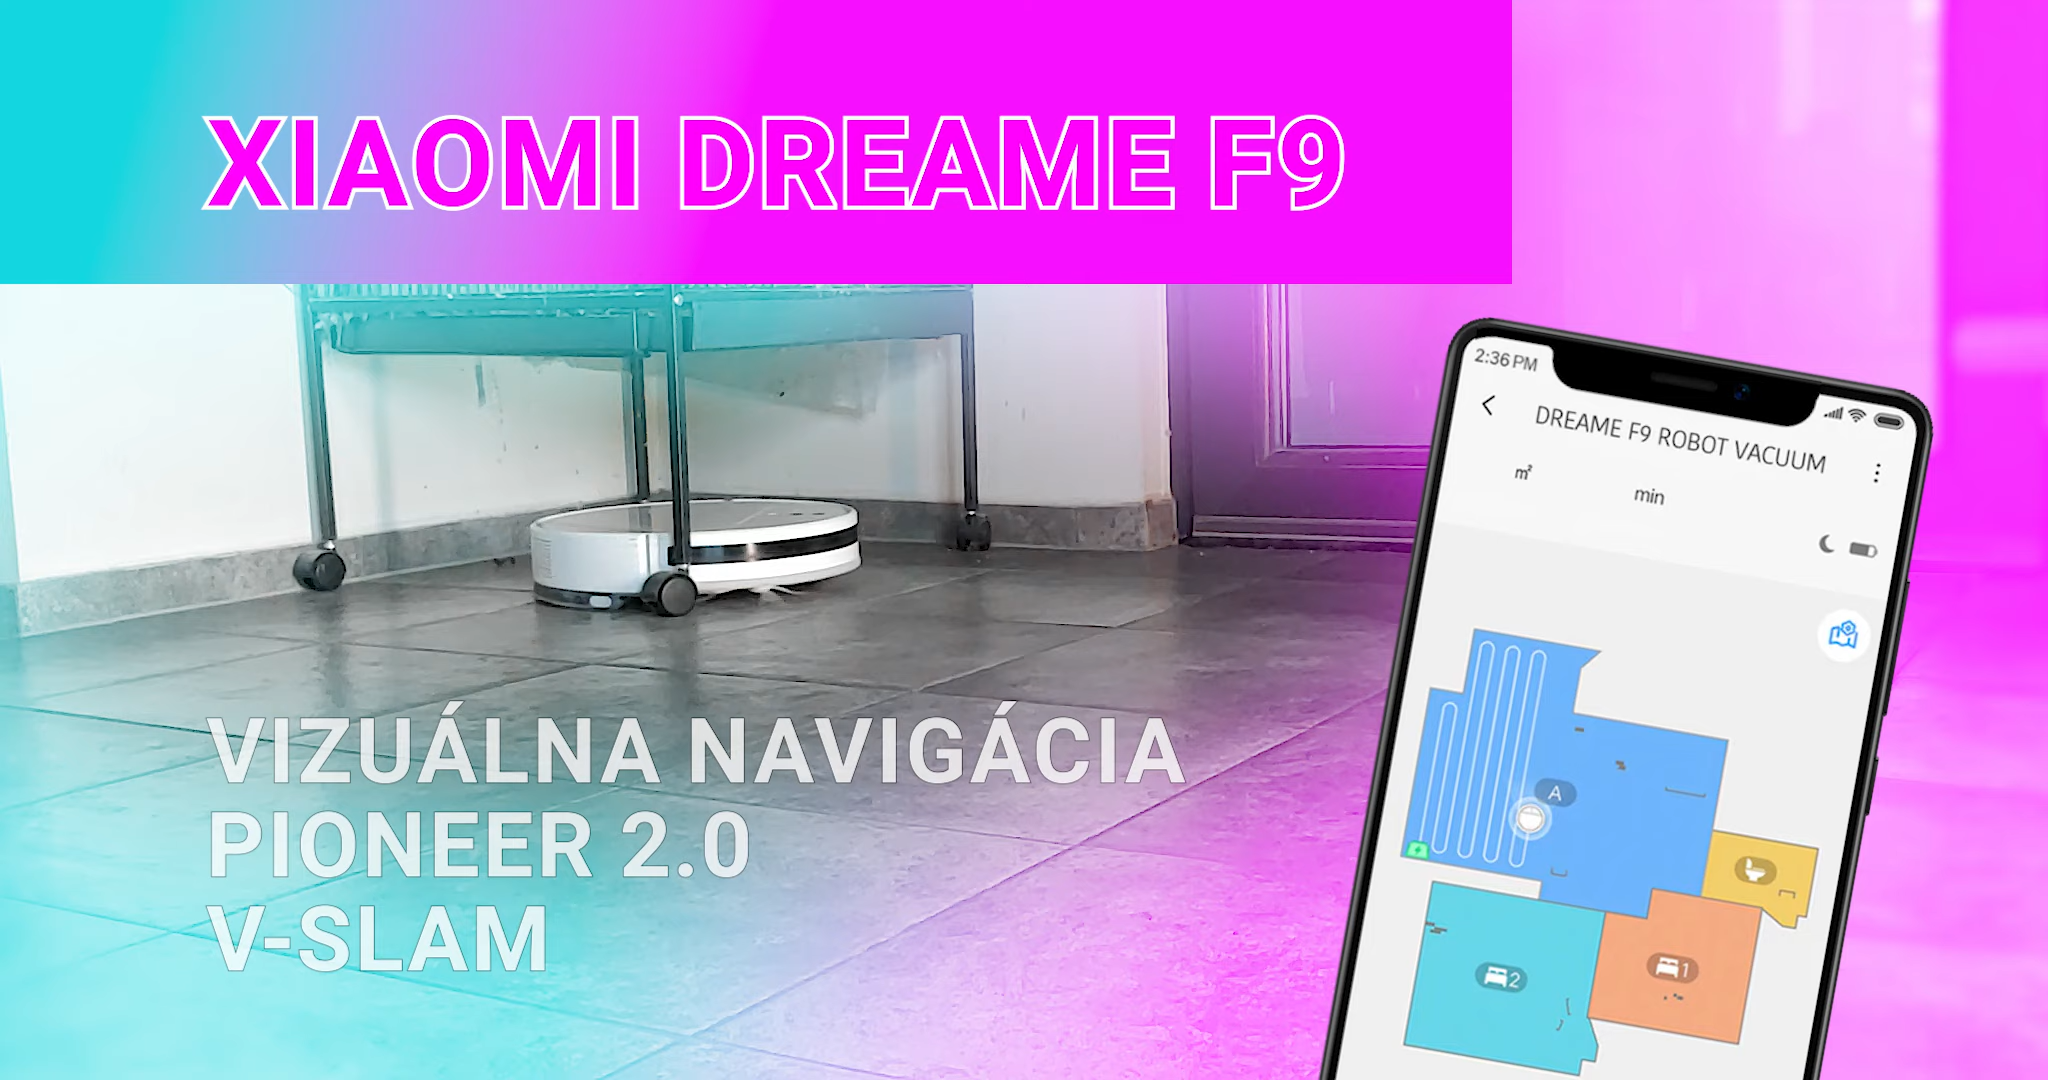 XIAOMI DREAME F9
2:36 PM
DREAME F9 ROBOT VACUUM
m²
min
A
2
1
VIZUÁLNA NAVIGÁCIA
PIONEER 2.0
V-SLAM